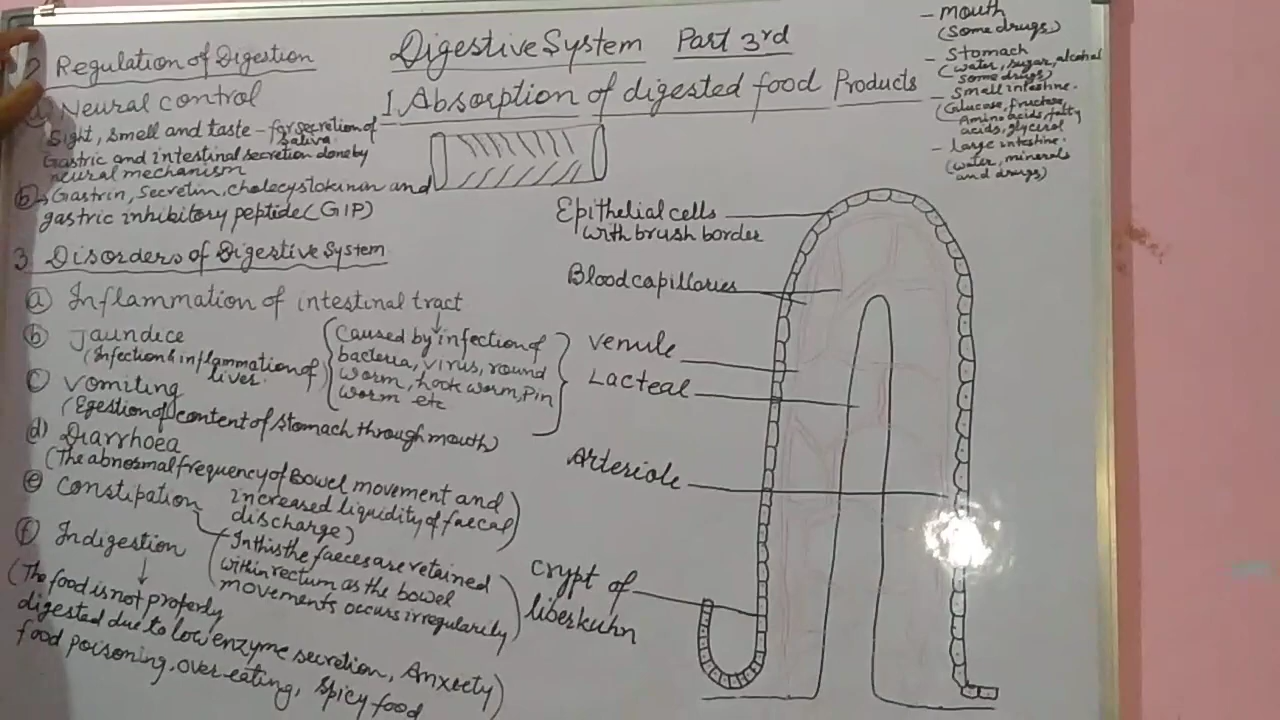 Digestive System Part 3rd
1. Absorption of digested food Products
- Mouth
(Some drugs)
- Stomach
(water, sugar, alcohol
some drugs)
- Small intestine.
(Glucose, fructose,
Amino acids, fatty
acids, glycerol
- Large intestine.
(water, minerals
and drugs)
Epithelial cells
with brush border
Blood capillaries
Venule
Lacteal
Arteriole
Crypt of
liberkuhn
2 Regulation of Digestion
a) Neural control
Sight, smell and taste - for secretion of
saliva.
Gastric and intestinal secretion done by
neural mechanism
b) Gastrin, Secretin, cholecystokinin and
gastric inhibitory peptide (GIP)
3. Disorders of Digestive System
a) Inflammation of intestinal tract
(Caused by infection of
bacteria, virus, round
worm, hook worm, Pin
worm etc
b) Jaundice
(Infection & inflammation of
liver.
c) Vomiting
(Egestion of content of stomach through mouth)
d) Diarrhoea
(The abnormal frequency of Bowel movement and
increased liquidity of faecal
discharge)
e) Constipation
(In this the faeces are retained
within rectum as the bowel
movements occurs irregularity)
f) Indigestion
(The food is not properly
digested due to low enzyme secretion, Anxiety)
food poisoning, over eating, spicy food